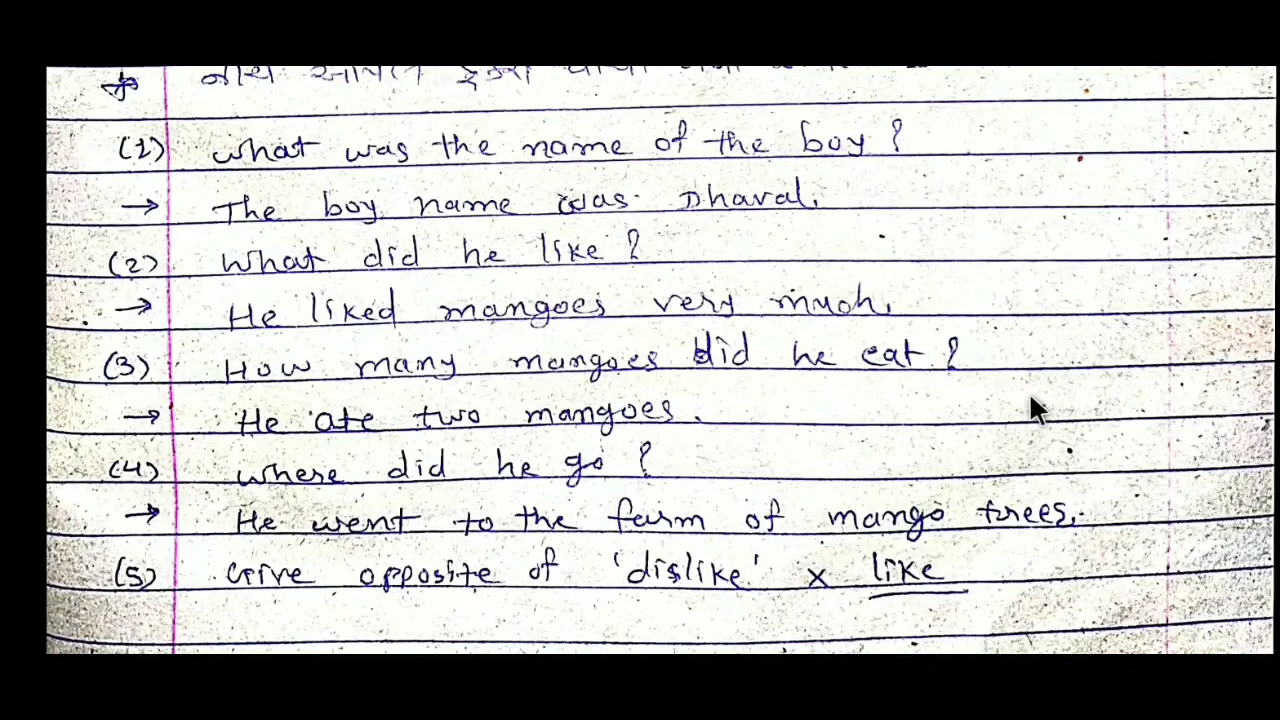 (1) what was the name of the boy ?
→ The boy name was Dharal.
(2) What did he like ?
→ He liked mangoes very much.
(3) How many mangoes did he eat ?
→ He ate two mangoes.
(4) where did he go ?
→ He went to the farm of mango trees.
(5) Give opposite of 'dislike' x like